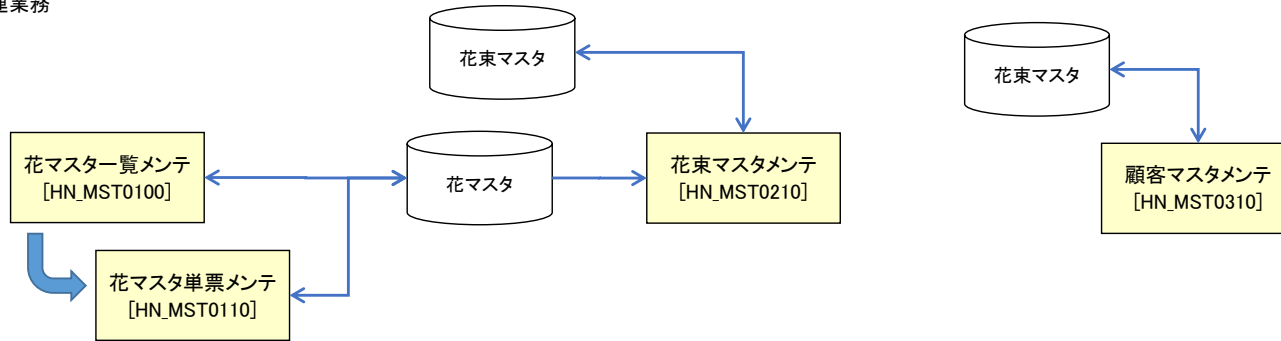 業務
花束マスタ
花束マスタ
花マスター覧メンテ
[HN_MST0100]
花マスタ
花束マスタメンテ
[HN_MST0210]
顧客マスタメンテ
[HN_MST0310]
花マスタ単票メンテ
[HN_MST0110]